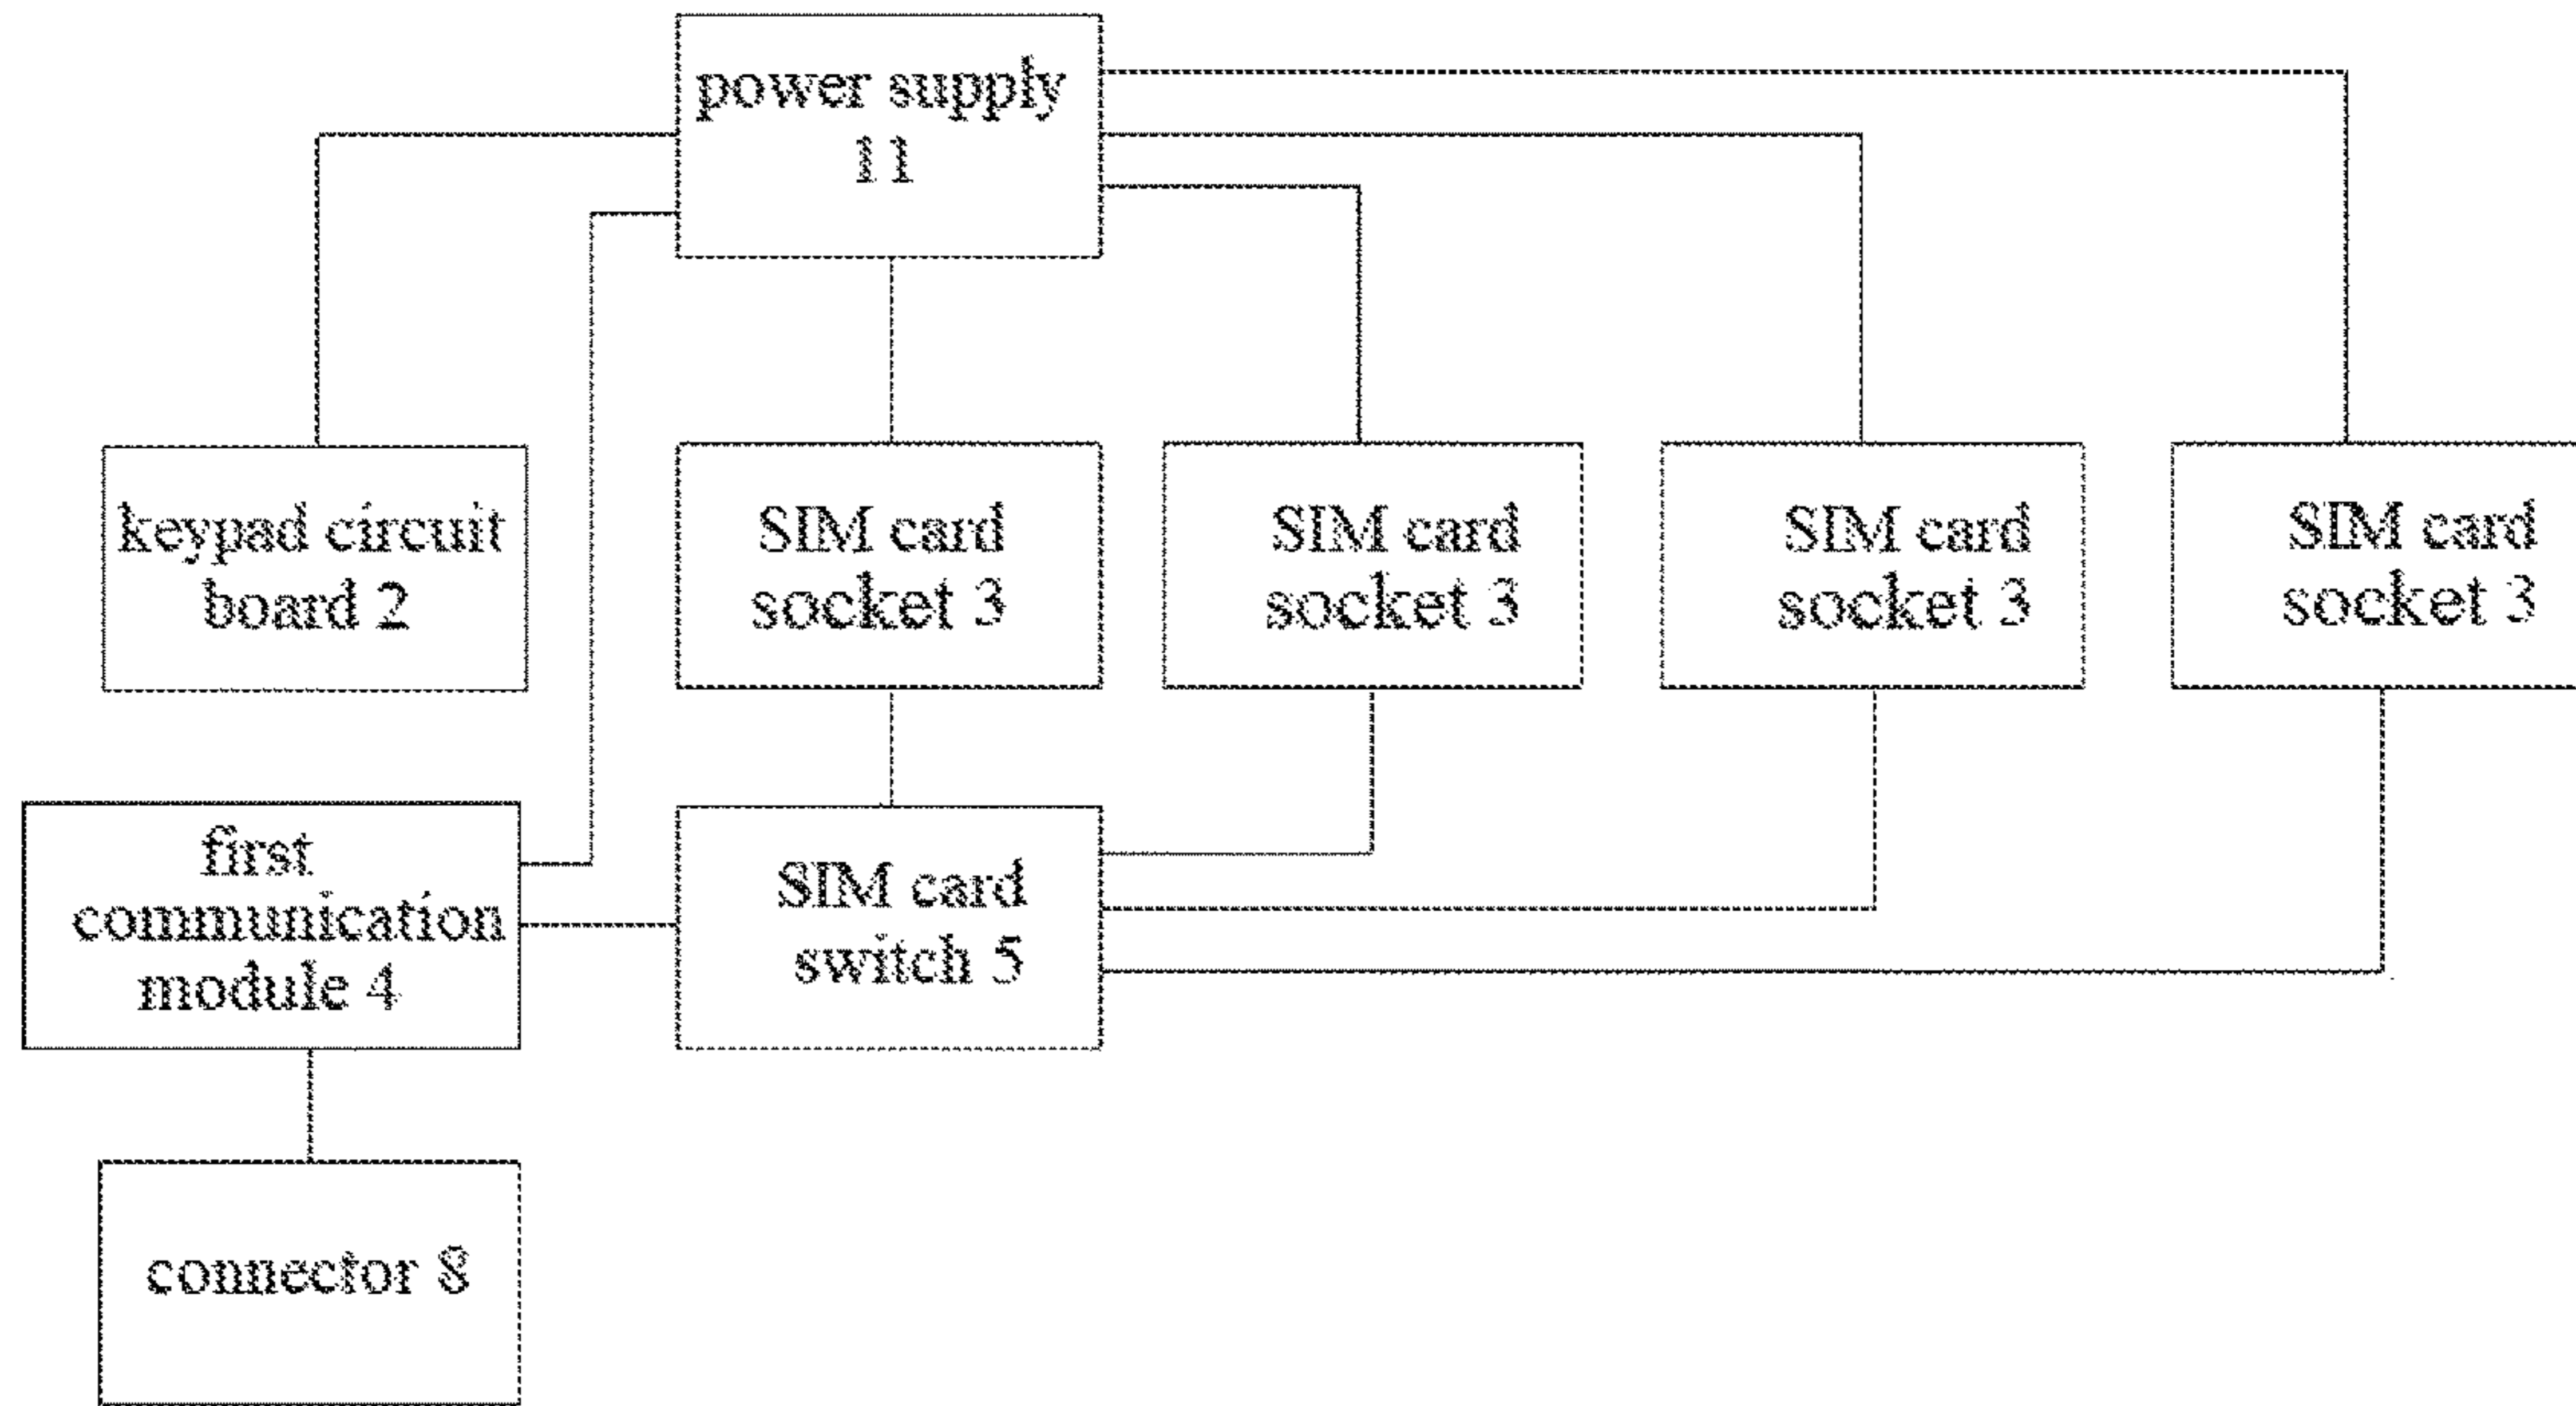 power supply
11
keypad circuit
board 2
SIM card
socket 3
SIM card
socket 3
SIM card
socket 3
SIM card
socket 3
first
communication
module 4
SIM card
switch 5
connector 8